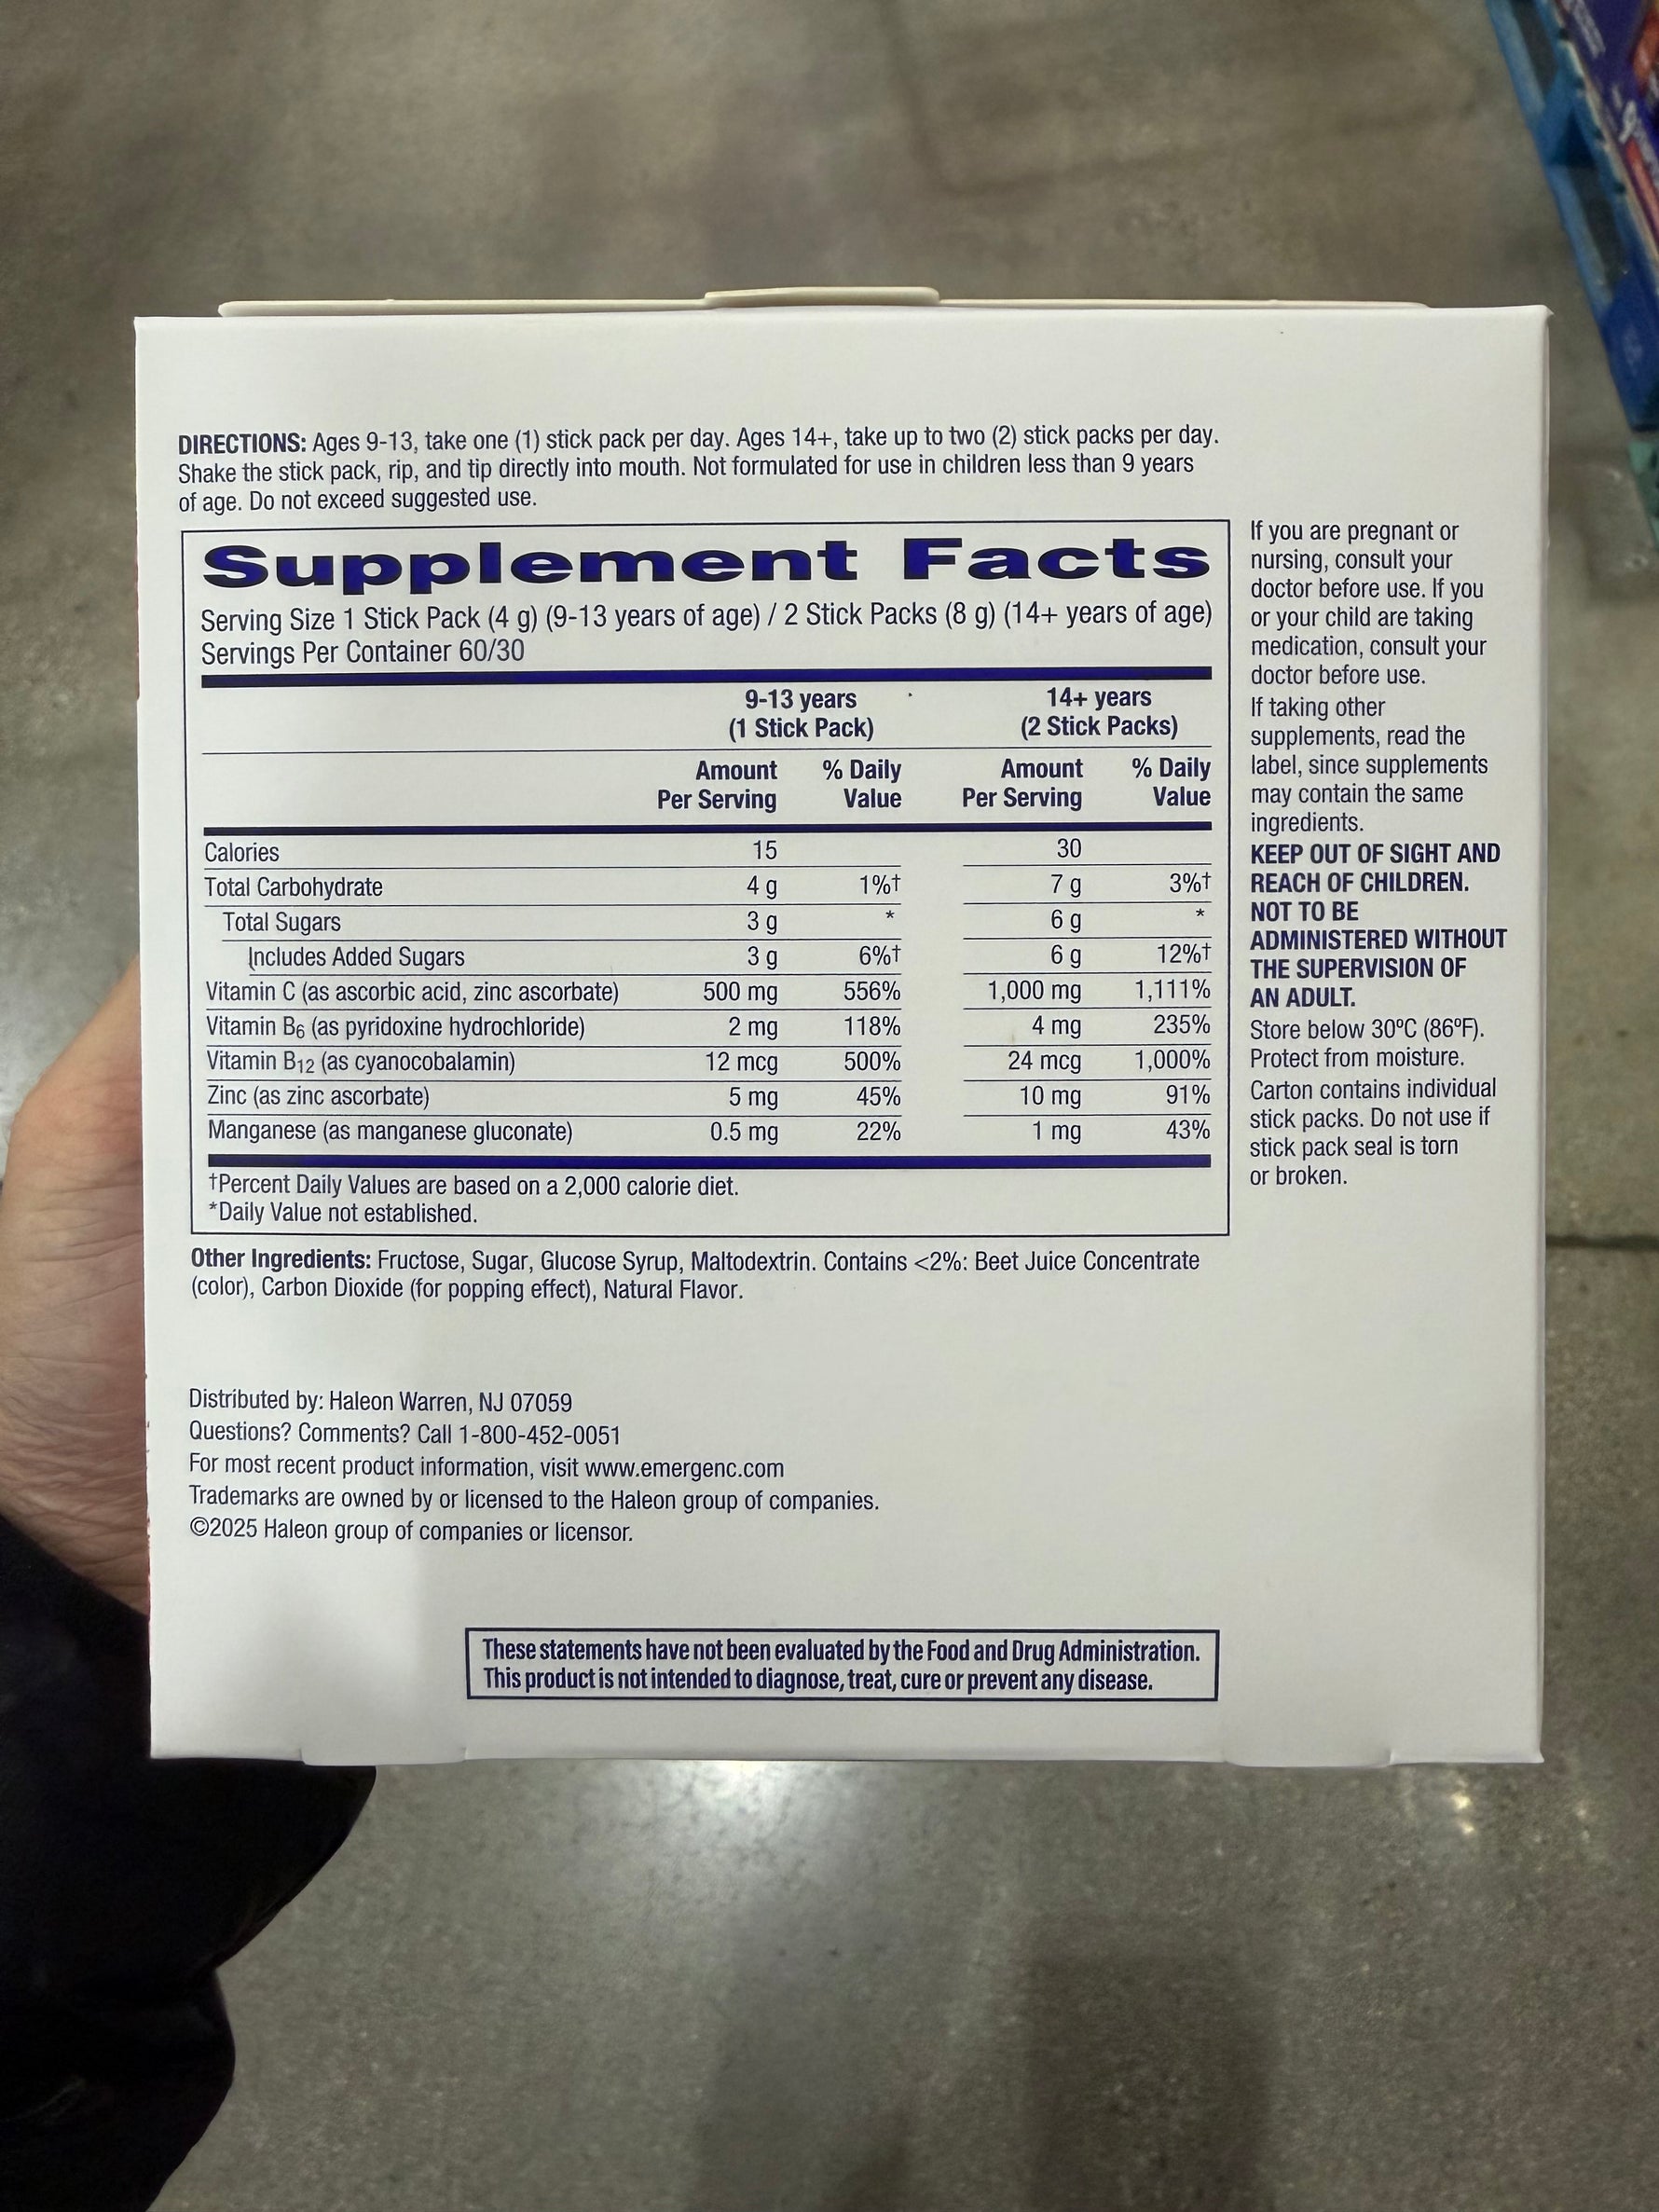 DIRECTIONS: Ages 9-13, take one (1) stick pack per day. Ages 14+, take up to two (2) stick packs per day.
Shake the stick pack, rip, and tip directly into mouth. Not formulated for use in children less than 9 years
of age. Do not exceed suggested use.
Supplement Facts
Serving Size 1 Stick Pack (4 g) (9-13 years of age) / 2 Stick Packs (8 g) (14+ years of age)
Servings Per Container 60/30
9-13 years 14+ years
(1 Stick Pack) (2 Stick Packs)
Amount % Daily Amount % Daily
Per Serving Value Per Serving Value
Calories 15 30
Total Carbohydrate 4 g 1%† 7 g 3%†
Total Sugars 3 g * 6 g *
Includes Added Sugars 3 g 6%† 6 g 12%†
Vitamin C (as ascorbic acid, zinc ascorbate) 500 mg 556% 1,000 mg 1,111%
Vitamin B6 (as pyridoxine hydrochloride) 2 mg 118% 4 mg 235%
Vitamin B12 (as cyanocobalamin) 12 mcg 500% 24 mcg 1,000%
Zinc (as zinc ascorbate) 5 mg 45% 10 mg 91%
Manganese (as manganese gluconate) 0.5 mg 22% 1 mg 43%
†Percent Daily Values are based on a 2,000 calorie diet.
*Daily Value not established.
Other Ingredients: Fructose, Sugar, Glucose Syrup, Maltodextrin. Contains <2%: Beet Juice Concentrate
(color), Carbon Dioxide (for popping effect), Natural Flavor.
If you are pregnant or
nursing, consult your
doctor before use. If you
or your child are taking
medication, consult your
doctor before use.
If taking other
supplements, read the
label, since supplements
may contain the same
ingredients.
KEEP OUT OF SIGHT AND
REACH OF CHILDREN.
NOT TO BE
ADMINISTERED WITHOUT
THE SUPERVISION OF
AN ADULT.
Store below 30ºC (86ºF).
Protect from moisture.
Carton contains individual
stick packs. Do not use if
stick pack seal is torn
or broken.
Distributed by: Haleon Warren, NJ 07059
Questions? Comments? Call 1-800-452-0051
For most recent product information, visit www.emergenc.com
Trademarks are owned by or licensed to the Haleon group of companies.
©2025 Haleon group of companies or licensor.
These statements have not been evaluated by the Food and Drug Administration.
This product is not intended to diagnose, treat, cure or prevent any disease.